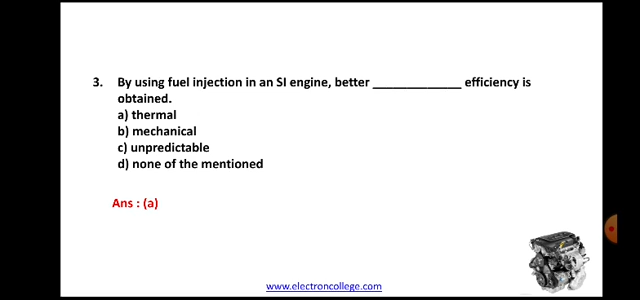 3. By using fuel injection in an SI engine, better ______________ efficiency is
obtained.
a) thermal
b) mechanical
c) unpredictable
d) none of the mentioned
Ans : (a)
www.electroncollege.com